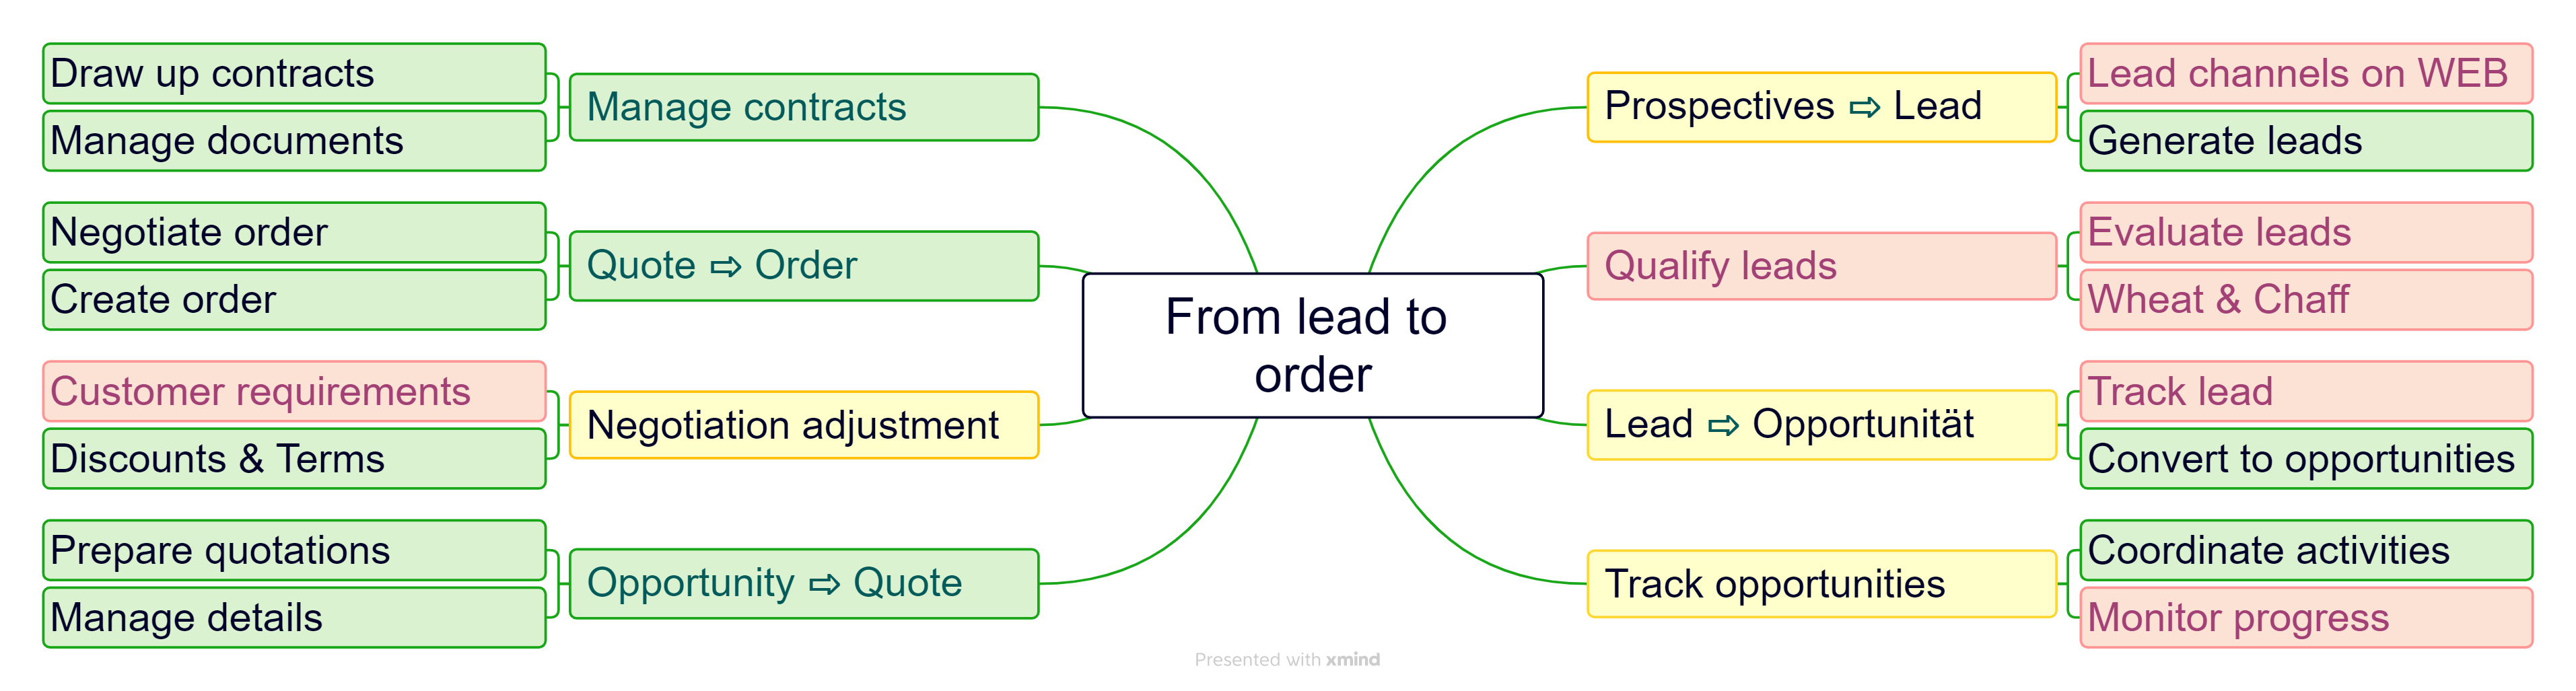 Draw up contracts
Manage documents
Manage contracts
Negotiate order
Create order
Quote ⇨ Order
Customer requirements
Discounts & Terms
Negotiation adjustment
Prepare quotations
Manage details
Opportunity ⇨ Quote
From lead to
order
Prospectives ⇨ Lead
Lead channels on WEB
Generate leads
Qualify leads
Evaluate leads
Wheat & Chaff
Lead ⇨ Opportunität
Track lead
Convert to opportunities
Track opportunities
Coordinate activities
Monitor progress
Presented with xmind